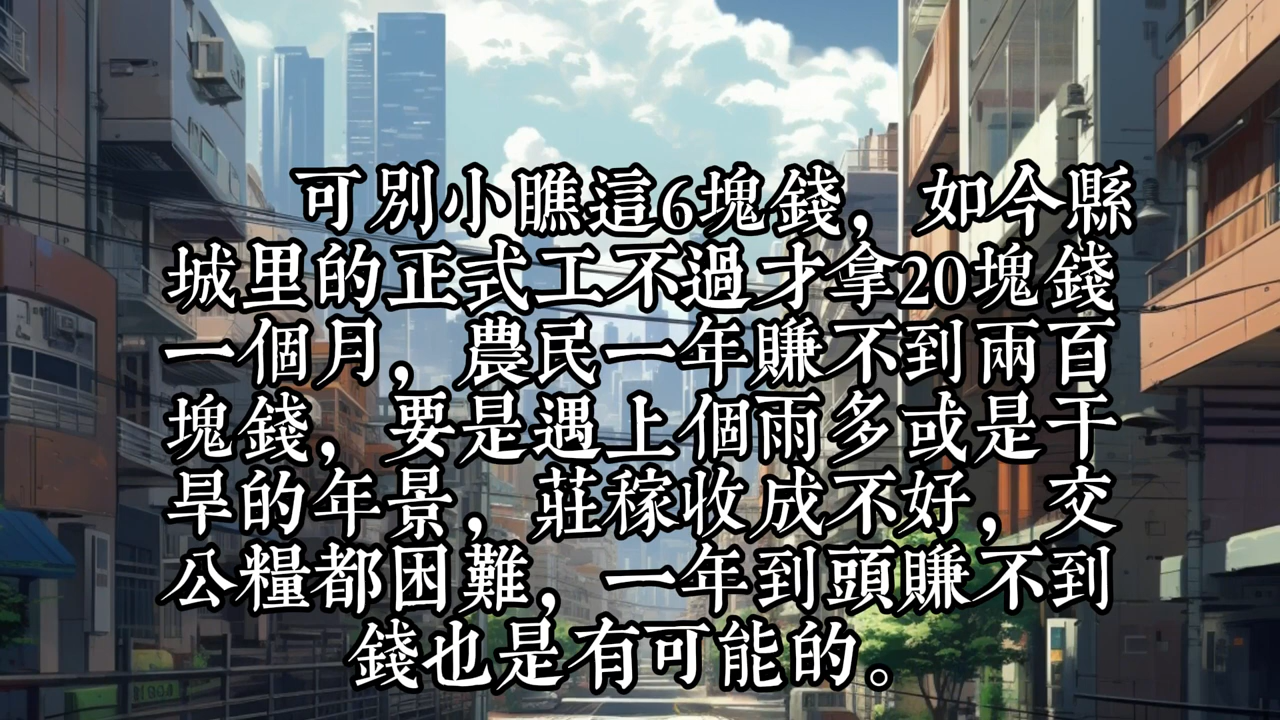 可別小瞧這6塊錢，如今縣
城里的正式工不過才拿20塊錢
一個月，農民一年賺不到兩百
塊錢，要是遇上個雨多或是干
旱的年景，莊稼收成不好，交
公糧都困難，一年到頭賺不到
錢也是有可能的。